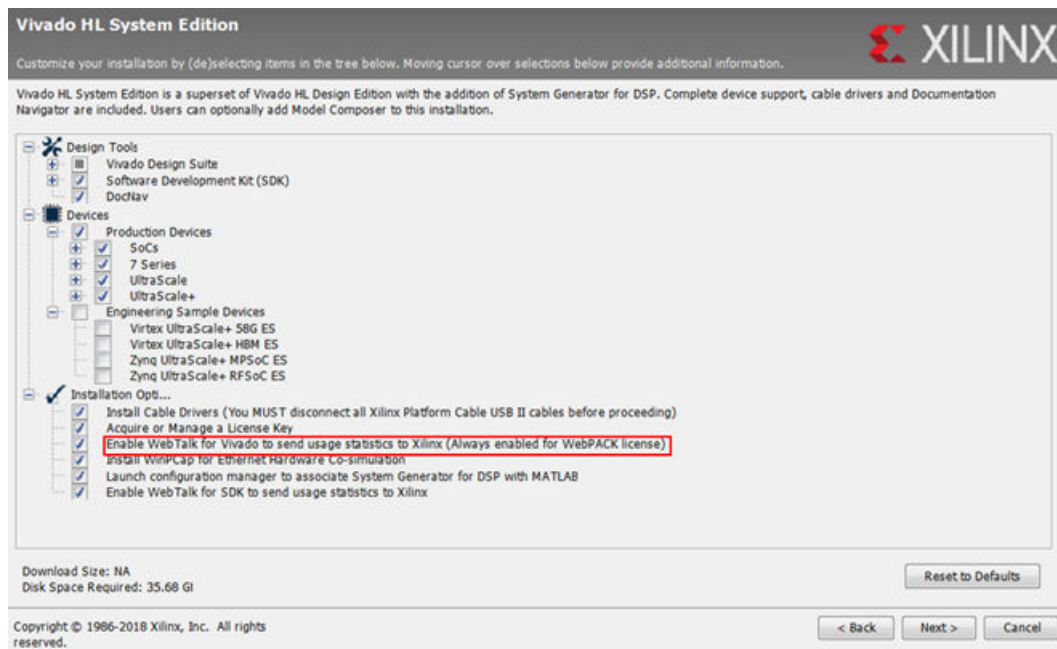 Vivado HL System Edition
XILINX
Customize your installation by (de)selecting items in the tree below. Moving cursor over selections below provide additional information.
Vivado HL System Edition is a superset of Vivado HL Design Edition with the addition of System Generator for DSP. Complete device support, cable drivers and Documentation
Navigator are included. Users can optionally add Model Composer to this installation.
Design Tools
Vivado Design Suite
Software Development Kit (SDK)
DocNav
Devices
Production Devices
SoCs
7 Series
UltraScale
UltraScale+
Engineering Sample Devices
Virtex UltraScale+ 58G ES
Virtex UltraScale+ HBM ES
Zynq UltraScale+ MPSoC ES
Zynq UltraScale+ RFSoC ES
Installation Opti...
Install Cable Drivers (You MUST disconnect all Xilinx Platform Cable USB II cables before proceeding)
Acquire or Manage a License Key
Enable WebTalk for Vivado to send usage statistics to Xilinx (Always enabled for WebPACK license)
Install WinPCap for Ethernet Hardware Co-simulation
Launch configuration manager to associate System Generator for DSP with MATLAB
Enable WebTalk for SDK to send usage statistics to Xilinx
Download Size: NA
Disk Space Required: 35.68 GI
Reset to Defaults
Copyright © 1986-2018 Xilinx, Inc. All rights
reserved.
< Back Next > Cancel